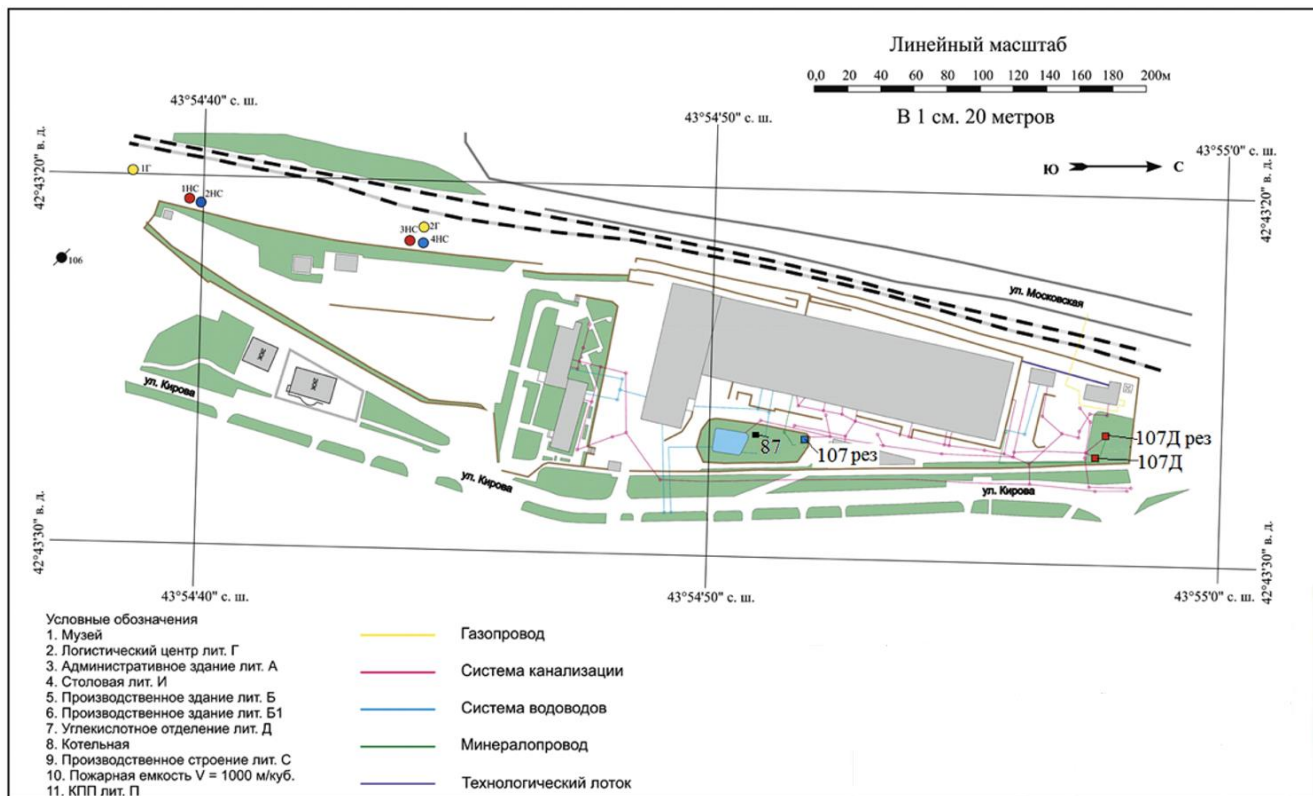 Линейный масштаб
0,0 20 40 60 80 100 120 140 160 200м
В 1 см. 20 метров
43°54'40" с. ш.
43°54'50" с. ш.
43°55'0" с. ш.
42°43'20" в. д.
42°43'20" в. д.
Ю С
1Г
1НС
2НС
2Г
3НС
4НС
106
ул. Московская
ЗСК
ЗСК
ул. Кирова
87
107 рез
107Д рез
107Д
ул. Кирова
ул. Кирова
42°43'30" в. д.
42°43'30" в. д.
43°54'40" с. ш.
43°54'50" с. ш.
43°55'0" с. ш.
Условные обозначения
1. Музей
2. Логистический центр лит. Г
3. Административное здание лит. А
4. Столовая лит. И
5. Производственное здание лит. Б
6. Производственное здание лит. Б1
7. Углекислотное отделение лит. Д
8. Котельная
9. Производственное строение лит. С
10. Пожарная емкость V = 1000 м/куб.
11. КПП лит. П
Газопровод
Система канализации
Система водоводов
Минералопровод
Технологический лоток